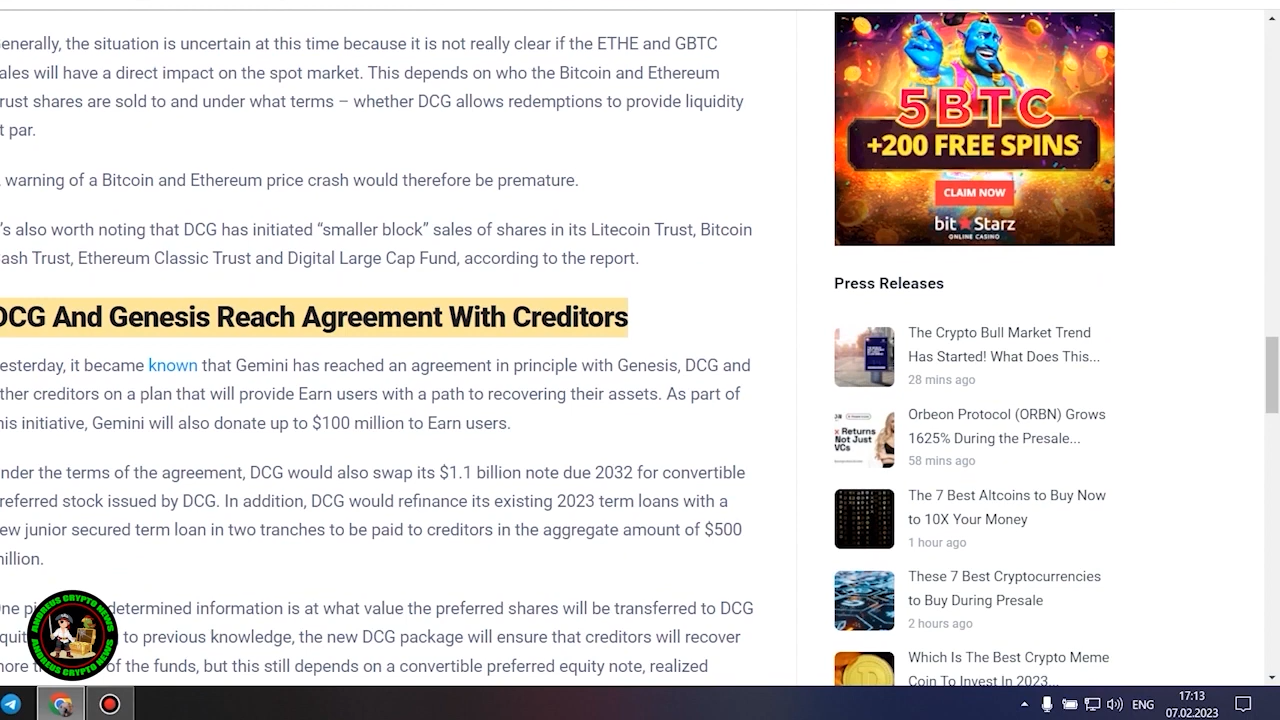 enerally, the situation is uncertain at this time because it is not really clear if the ETHE and GBTC
ales will have a direct impact on the spot market. This depends on who the Bitcoin and Ethereum
rust shares are sold to and under what terms – whether DCG allows redemptions to provide liquidity
t par.
warning of a Bitcoin and Ethereum price crash would therefore be premature.
's also worth noting that DCG has initiated “smaller block” sales of shares in its Litecoin Trust, Bitcoin
ash Trust, Ethereum Classic Trust and Digital Large Cap Fund, according to the report.
DCG And Genesis Reach Agreement With Creditors
esterday, it became known that Gemini has reached an agreement in principle with Genesis, DCG and
ther creditors on a plan that will provide Earn users with a path to recovering their assets. As part of
his initiative, Gemini will also donate up to $100 million to Earn users.
nder the terms of the agreement, DCG would also swap its $1.1 billion note due 2032 for convertible
referred stock issued by DCG. In addition, DCG would refinance its existing 2023 term loans with a
ew junior secured term loan in two tranches to be paid to creditors in the aggregate amount of $500
illion.
ne determined information is at what value the preferred shares will be transferred to DCG
quit to previous knowledge, the new DCG package will ensure that creditors will recover
of the funds, but this still depends on a convertible preferred equity note, realized
ANDREUS CRYPTO NEWS
ANDREUS CRYPTO NEWS
5BTC
+200 FREE SPINS
CLAIM NOW
bit starz
ONLINE CASINO
Press Releases
The Crypto Bull Market Trend
Has Started! What Does This...
28 mins ago
Returns
Not Just
VCs
Orbeon Protocol (ORBN) Grows
1625% During the Presale...
58 mins ago
The 7 Best Altcoins to Buy Now
to 10X Your Money
1 hour ago
These 7 Best Cryptocurrencies
to Buy During Presale
2 hours ago
Which Is The Best Crypto Meme
Coin To Invest In 2023...
ENG
17:13
07.02.2023